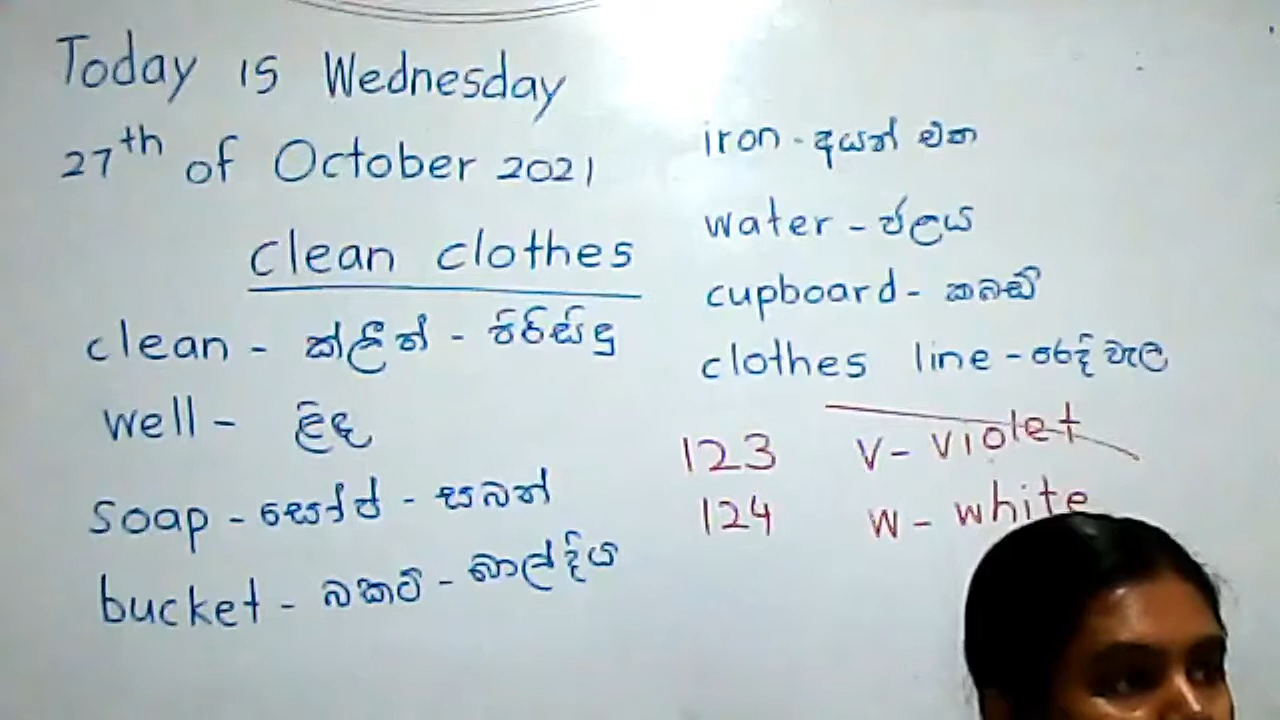 Today is Wednesday
27th of October 2021
clean clothes
clean - ක්ලීන් - පිරිසිදු
well - ළිඳ
soap - සෝප් - සබන්
bucket - බකට් - බාල්දිය
iron - අයන් එක
water - ජලය
cupboard - කබඩ්
clothes line - රෙදි වැල
123 V - Violet
124 W - white